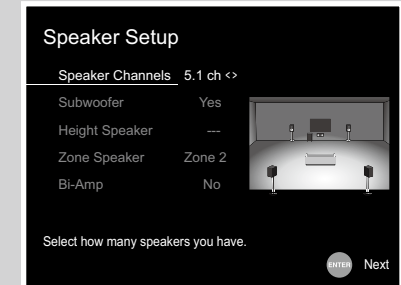 Speaker Setup
Speaker Channels 5.1 ch <>
Subwoofer Yes
Height Speaker ---
Zone Speaker Zone 2
Bi-Amp No
Select how many speakers you have.
ENTER Next